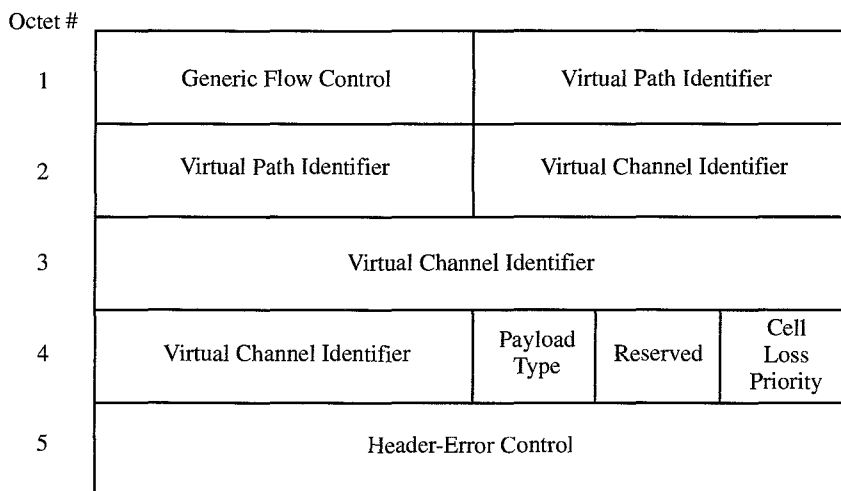 Octet #
1
Generic Flow Control
Virtual Path Identifier
2
Virtual Path Identifier
Virtual Channel Identifier
3
Virtual Channel Identifier
4
Virtual Channel Identifier
Payload
Type
Reserved
Cell
Loss
Priority
5
Header-Error Control